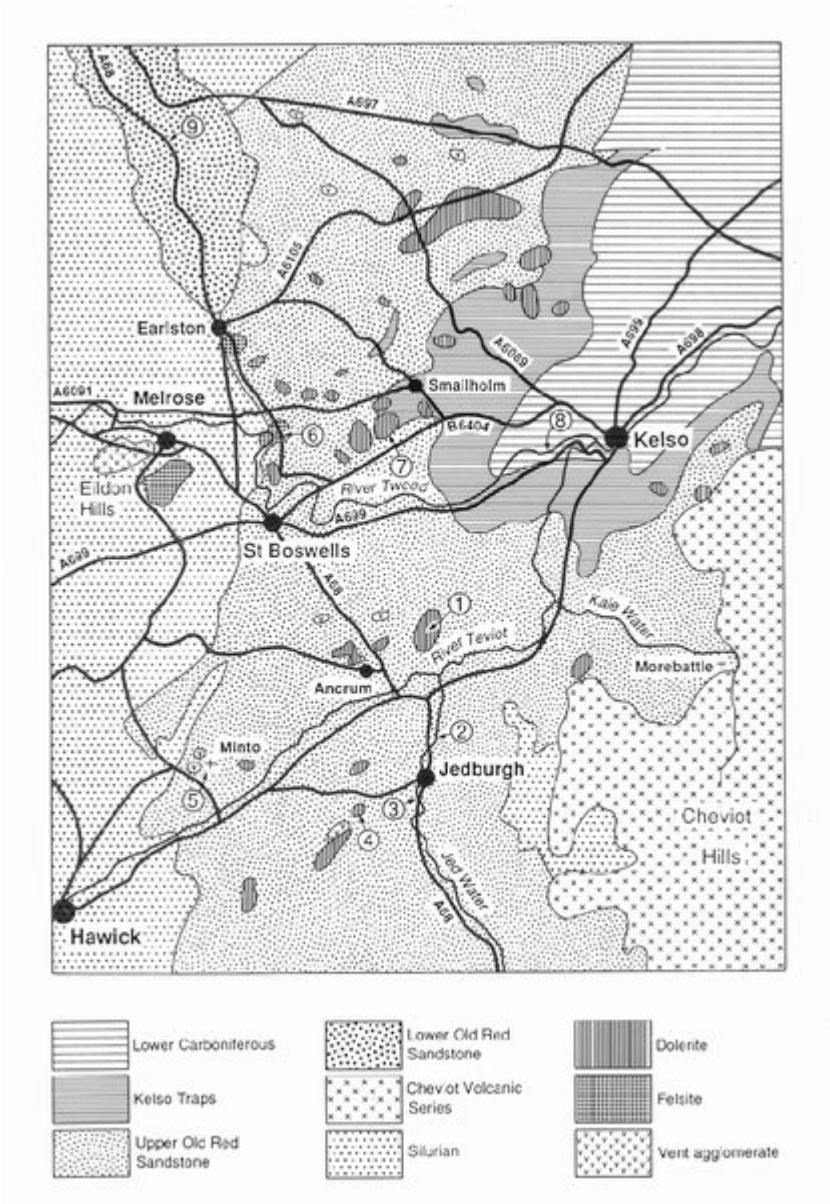 A68
A697
⑨
A6105
Earlston
A6089
A699
A698
A6091
Melrose
Smailholm
⑥
B6404
⑧
Kelso
⑦
Eildon
Hills
River Tweed
A699
St Boswells
A699
A68
①
Kale Water
River Teviot
Morebattle
Ancrum
②
Minto
Jedburgh
⑤
③
④
Cheviot
Hills
Jed Water
A68
Hawick
Lower Carboniferous
Lower Old Red
Sandstone
Dolerite
Kelso Traps
Cheviot Volcanic
Series
Felsite
Upper Old Red
Sandstone
Silurian
Vent agglomerate